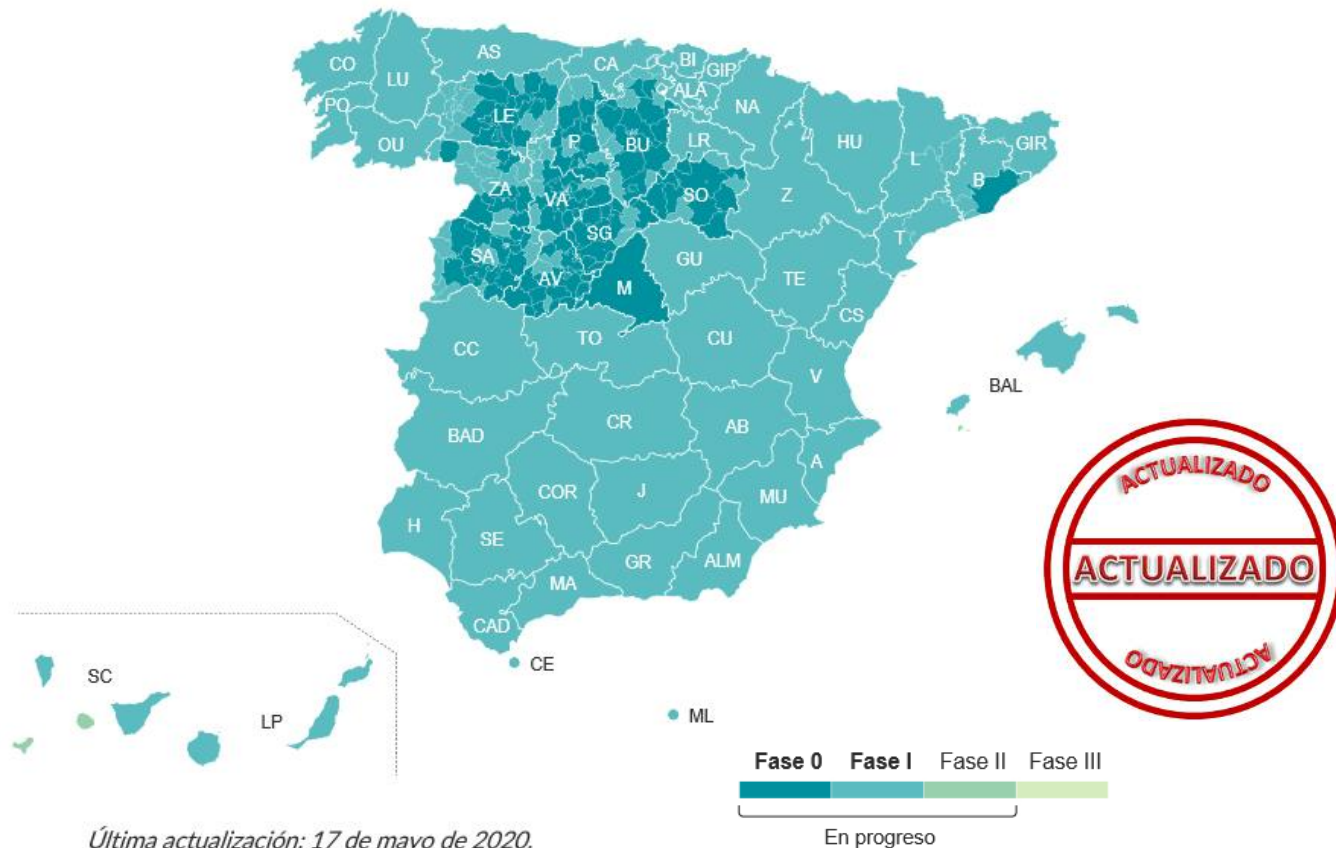 AS
CA
BI
GIP
CO
LU
ALA
NA
PO
LE
OU
P
BU
LR
HU
L
GIR
B
ZA
VA
SO
Z
T
SG
SA
AV
M
GU
TE
CS
CC
TO
CU
V
BAL
BAD
CR
AB
A
COR
J
MU
H
SE
GR
ALM
MA
CAD
CE
SC
LP
ML
ACTUALIZADO
ACTUALIZADO
ACTUALIZADO
Fase 0 Fase I Fase II Fase III
En progreso
Última actualización: 17 de mayo de 2020.